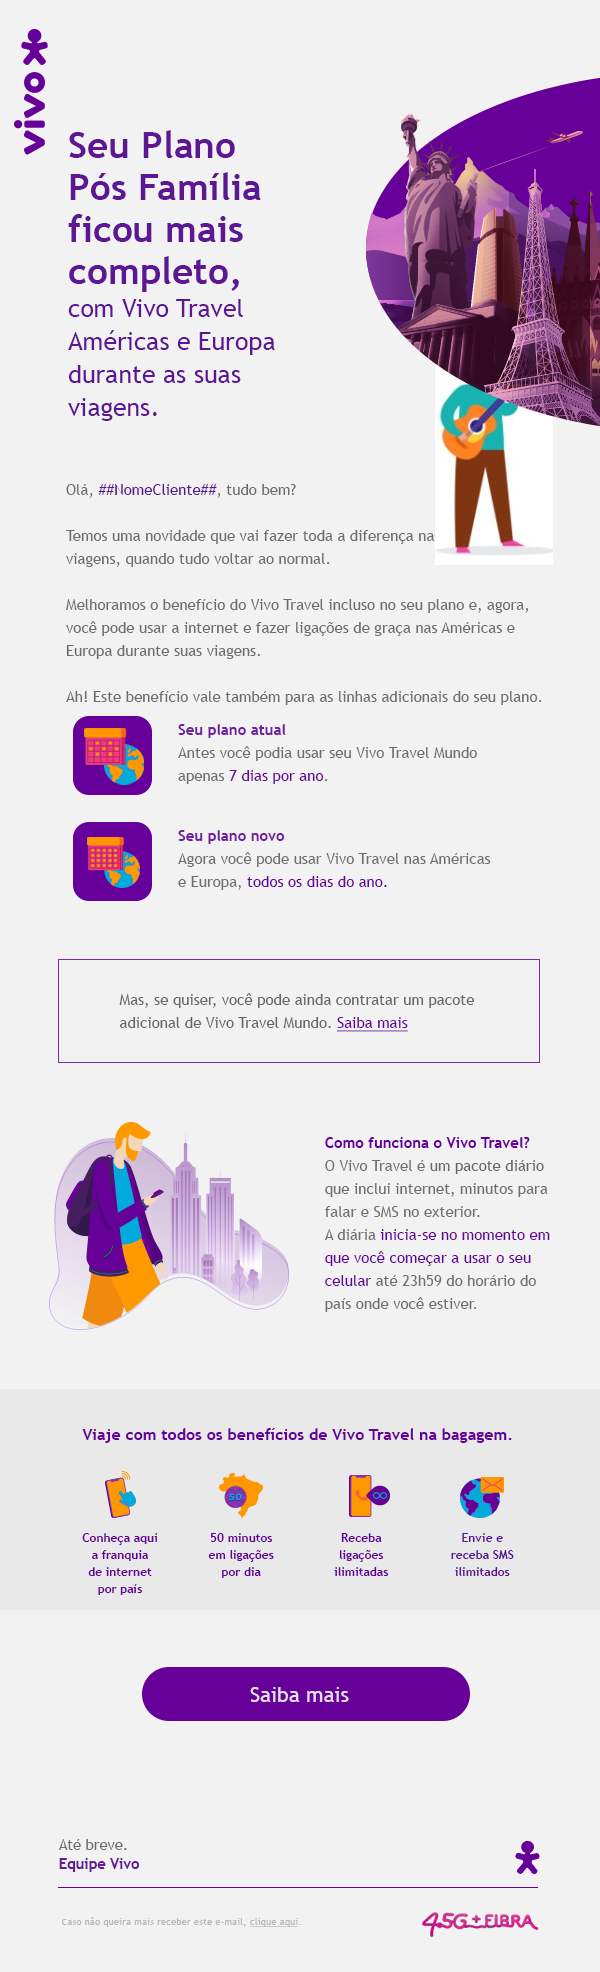 vivo
Seu Plano
Pós Família
ficou mais
completo,
com Vivo Travel
Américas e Europa
durante as suas
viagens.
Olá, ##NomeCliente##, tudo bem?
Temos uma novidade que vai fazer toda a diferença na
viagens, quando tudo voltar ao normal.
Melhoramos o benefício do Vivo Travel incluso no seu plano e, agora,
você pode usar a internet e fazer ligações de graça nas Américas e
Europa durante suas viagens.
Ah! Este benefício vale também para as linhas adicionais do seu plano.
Seu plano atual
Antes você podia usar seu Vivo Travel Mundo
apenas 7 dias por ano.
Seu plano novo
Agora você pode usar Vivo Travel nas Américas
e Europa, todos os dias do ano.
Mas, se quiser, você pode ainda contratar um pacote
adicional de Vivo Travel Mundo. Saiba mais
Como funciona o Vivo Travel?
O Vivo Travel é um pacote diário
que inclui internet, minutos para
falar e SMS no exterior.
A diária inicia-se no momento em
que você começar a usar o seu
celular até 23h59 do horário do
país onde você estiver.
Viaje com todos os benefícios de Vivo Travel na bagagem.
50
Conheça aqui
a franquia
de internet
por país
50 minutos
em ligações
por dia
Receba
ligações
ilimitadas
Envie e
receba SMS
ilimitados
Saiba mais
Até breve.
Equipe Vivo
Caso não queira mais receber este e-mail, clique aqui.
4.5G+FIBRA